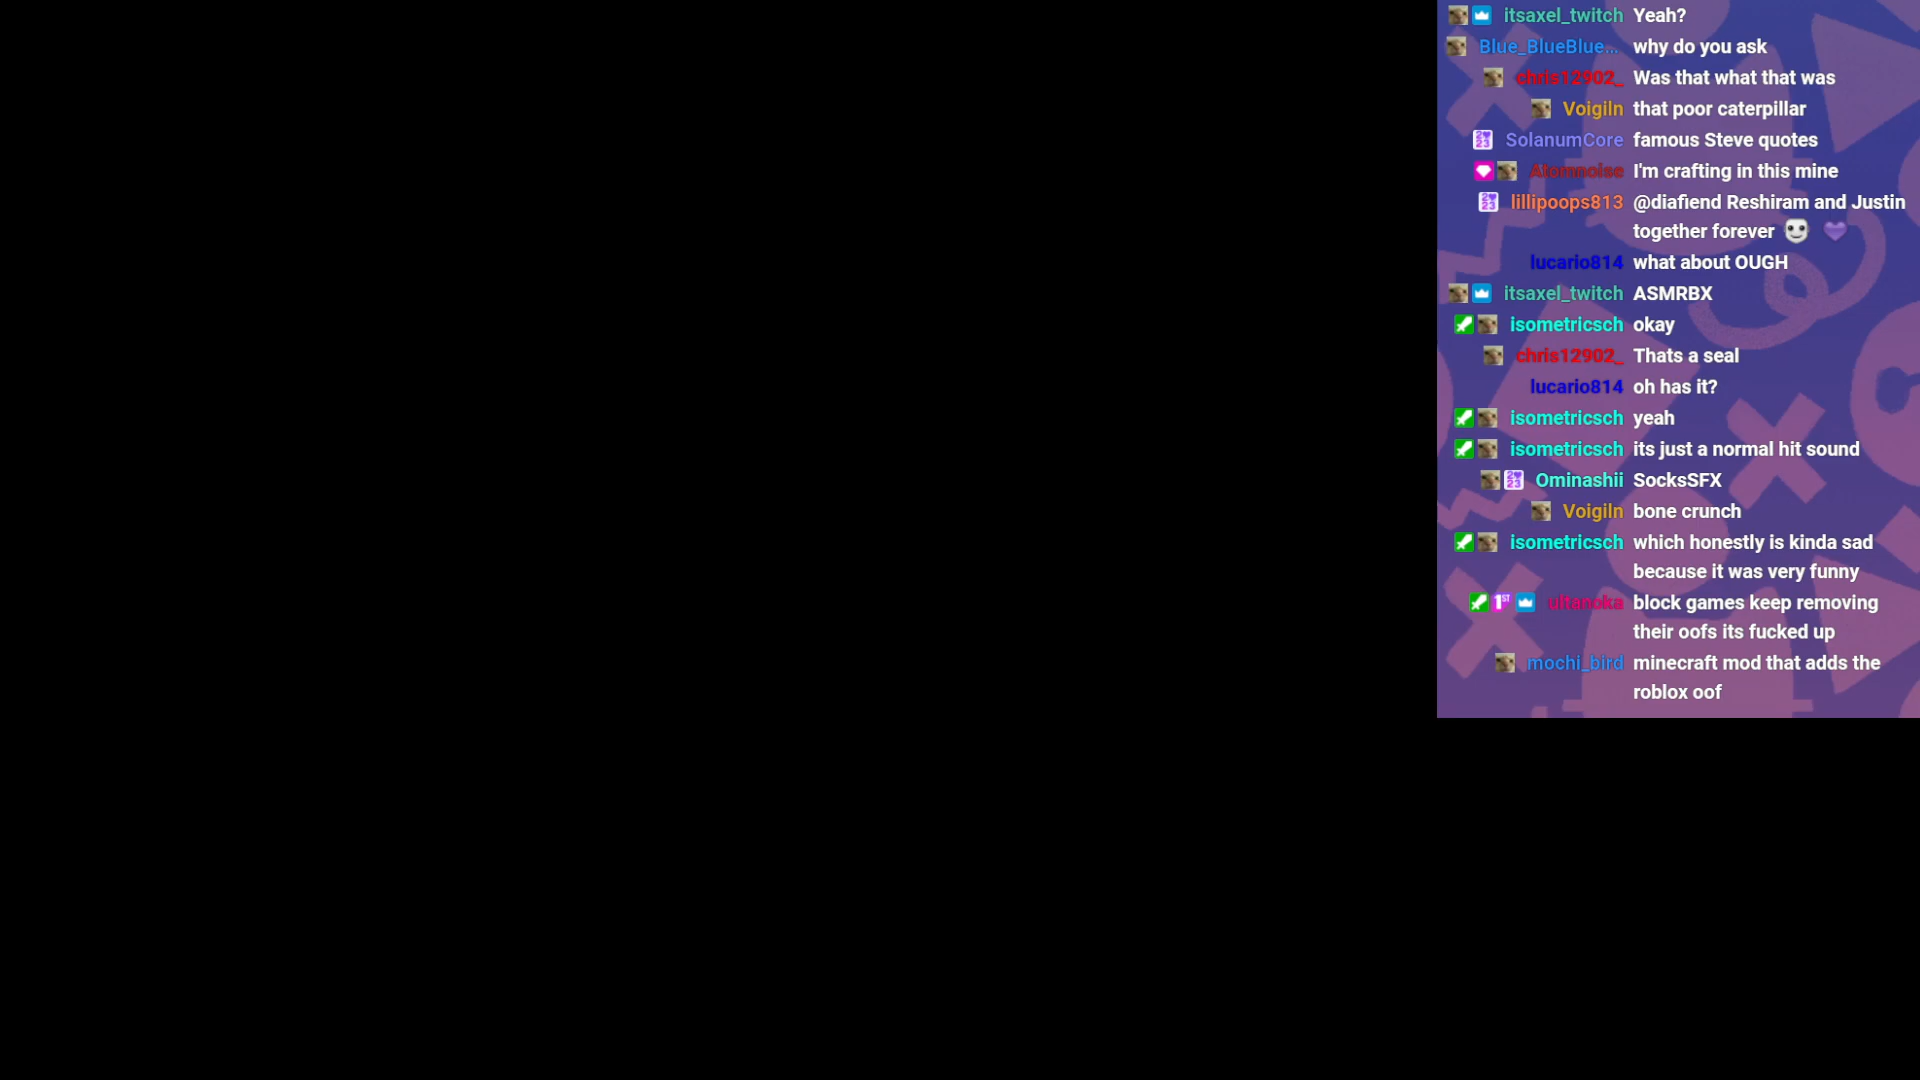 itsaxel_twitch Yeah?
Blue_BlueBlue... why do you ask
chris12902_ Was that what that was
Voigiln that poor caterpillar
SolanumCore famous Steve quotes
Atomnoise I'm crafting in this mine
lillipoops813 @diafiend Reshiram and Justin
together forever
lucario814 what about OUGH
itsaxel_twitch ASMRBX
isometricsch okay
chris12902_ Thats a seal
lucario814 oh has it?
isometricsch yeah
isometricsch its just a normal hit sound
Ominashii SocksSFX
Voigiln bone crunch
isometricsch which honestly is kinda sad
because it was very funny
1ST ultanoka block games keep removing
their oofs its fucked up
mochi_bird minecraft mod that adds the
roblox oof